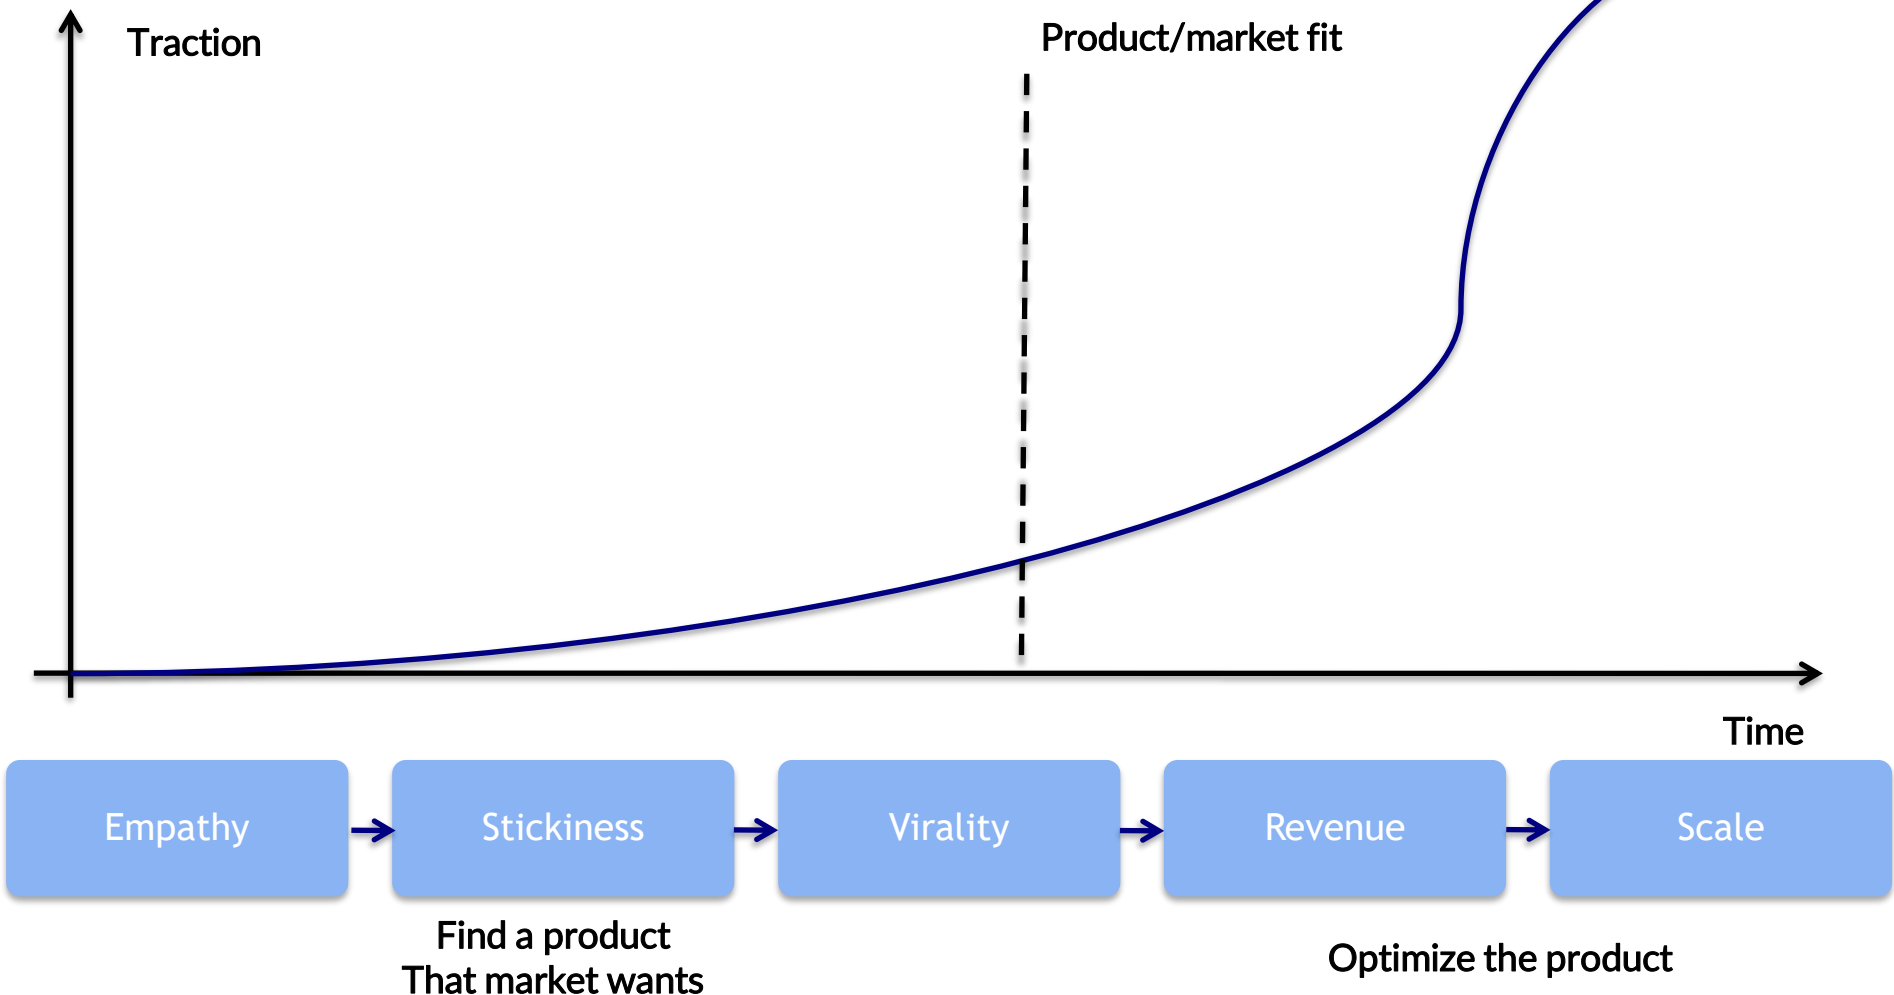 Traction
Product/market fit
Time
Empathy
Stickiness
Virality
Revenue
Scale
Find a product
That market wants
Optimize the product